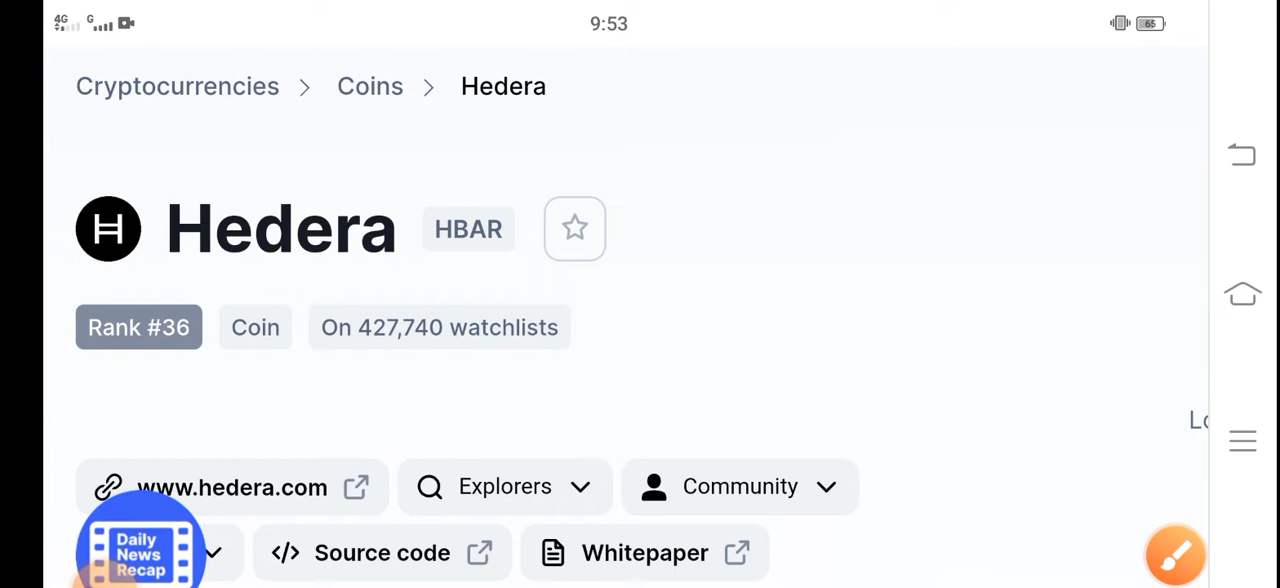 4G G 9:53 65
Cryptocurrencies > Coins > Hedera
Hedera HBAR
Rank #36 Coin On 427,740 watchlists
Lo
www.hedera.com Explorers Community
</> Source code Whitepaper
Daily
News
Recap